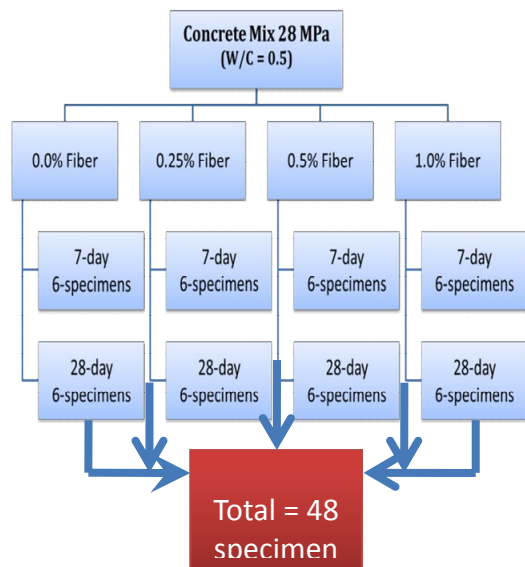 Concrete Mix 28 MPa
(W/C = 0.5)
0.0% Fiber
0.25% Fiber
0.5% Fiber
1.0% Fiber
7-day
6-specimens
7-day
6-specimens
7-day
6-specimens
7-day
6-specimens
28-day
6-specimens
28-day
6-specimens
28-day
6-specimens
28-day
6-specimens
Total = 48
specimen